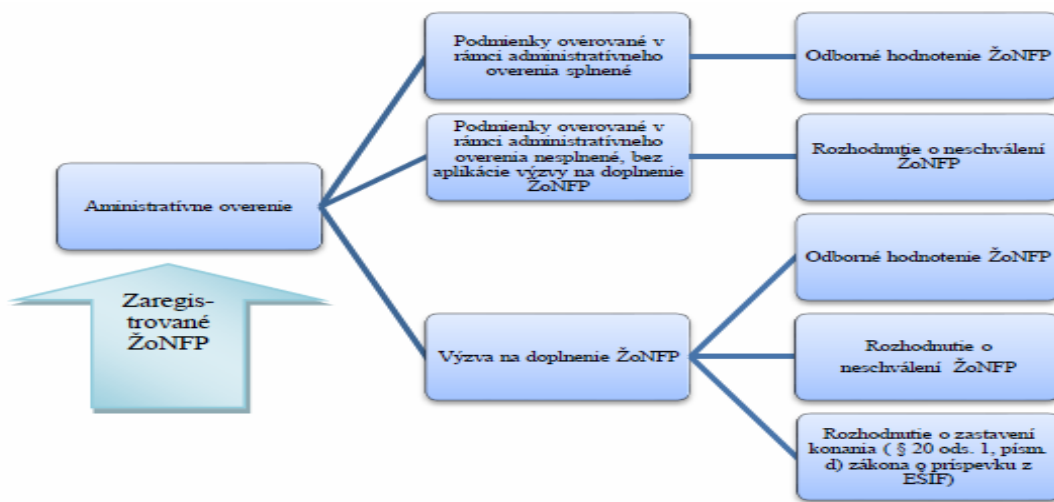 Podmienky overované v
rámci administratívneho
overenia splnené
Odborné hodnotenie ŽoNFP
Podmienky overované v
rámci administratívneho
overenia nesplnené, bez
aplikácie výzvy na doplnenie
ŽoNFP
Rozhodnutie o neschválení
ŽoNFP
Aministratívne overenie
Zaregis-
trované
ŽoNFP
Odborné hodnotenie ŽoNFP
Výzva na doplnenie ŽoNFP
Rozhodnutie o
neschválení ŽoNFP
Rozhodnutie o zastavení
konania ( § 20 ods. 1, písm.
d) zákona o príspevku z
EŠIF)